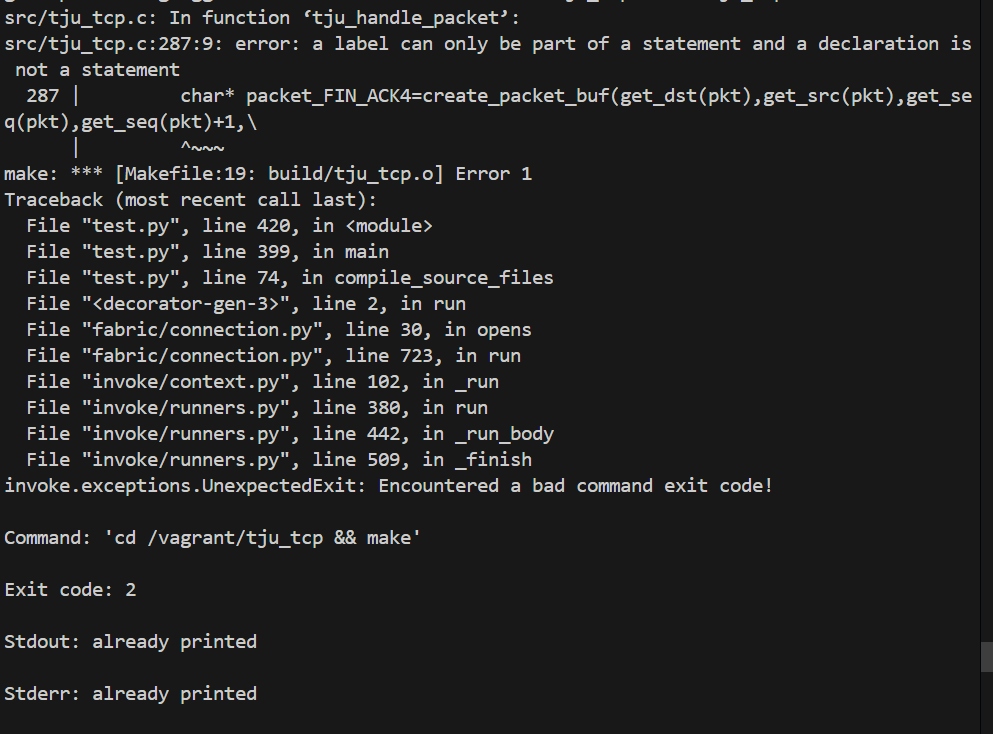 src/tju_tcp.c: In function ‘tju_handle_packet’:
src/tju_tcp.c:287:9: error: a label can only be part of a statement and a declaration is
 not a statement
  287 |         char* packet_FIN_ACK4=create_packet_buf(get_dst(pkt),get_src(pkt),get_se
q(pkt),get_seq(pkt)+1,\
      |         ^~~~
make: *** [Makefile:19: build/tju_tcp.o] Error 1
Traceback (most recent call last):
  File "test.py", line 420, in <module>
  File "test.py", line 399, in main
  File "test.py", line 74, in compile_source_files
  File "<decorator-gen-3>", line 2, in run
  File "fabric/connection.py", line 30, in opens
  File "fabric/connection.py", line 723, in run
  File "invoke/context.py", line 102, in _run
  File "invoke/runners.py", line 380, in run
  File "invoke/runners.py", line 442, in _run_body
  File "invoke/runners.py", line 509, in _finish
invoke.exceptions.UnexpectedExit: Encountered a bad command exit code!

Command: 'cd /vagrant/tju_tcp && make'

Exit code: 2

Stdout: already printed

Stderr: already printed